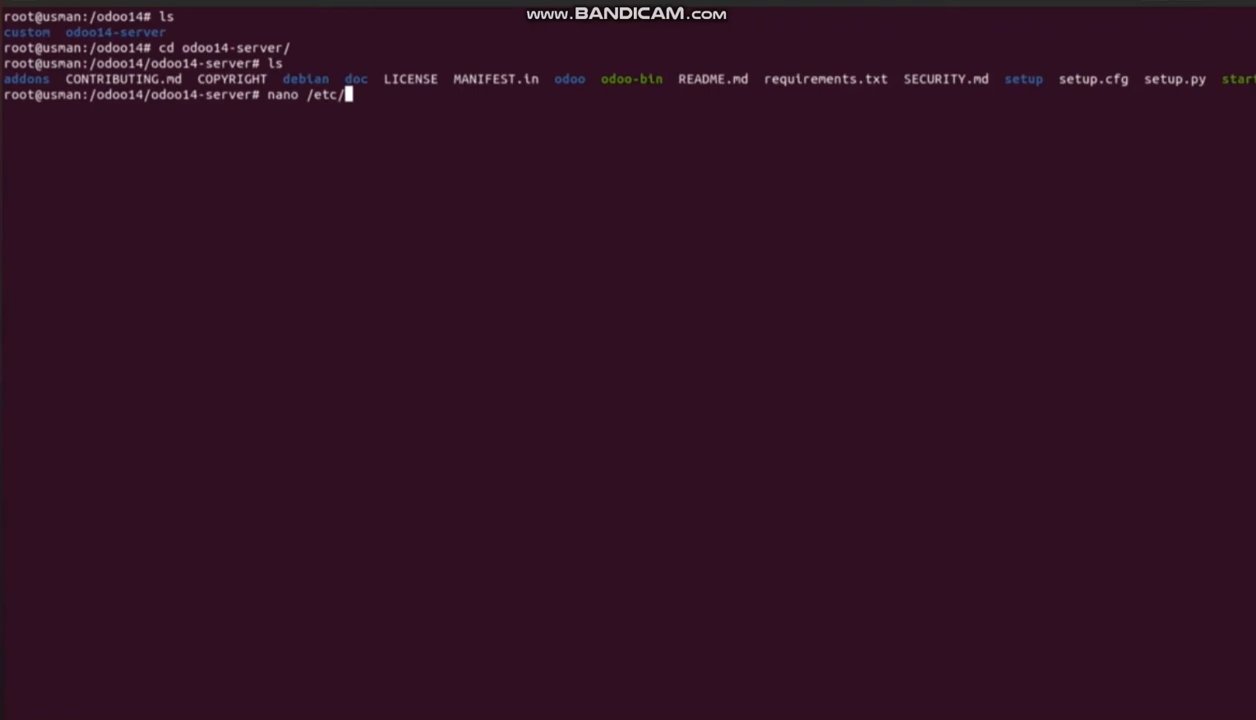 www.BANDICAM.com
root@usman:/odoo14# ls
custom  odoo14-server
root@usman:/odoo14# cd odoo14-server/
root@usman:/odoo14/odoo14-server# ls
addons  CONTRIBUTING.md  COPYRIGHT  debian  doc  LICENSE  MANIFEST.in  odoo  odoo-bin  README.md  requirements.txt  SECURITY.md  setup  setup.cfg  setup.py  start
root@usman:/odoo14/odoo14-server# nano /etc/